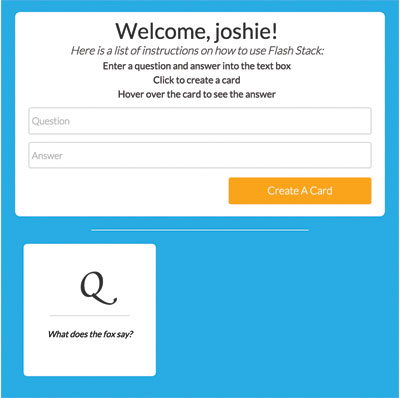 Welcome, joshie!
Here is a list of instructions on how to use Flash Stack:
Enter a question and answer into the text box
Click to create a card
Hover over the card to see the answer
Question
Answer
Create A Card
Q
What does the fox say?